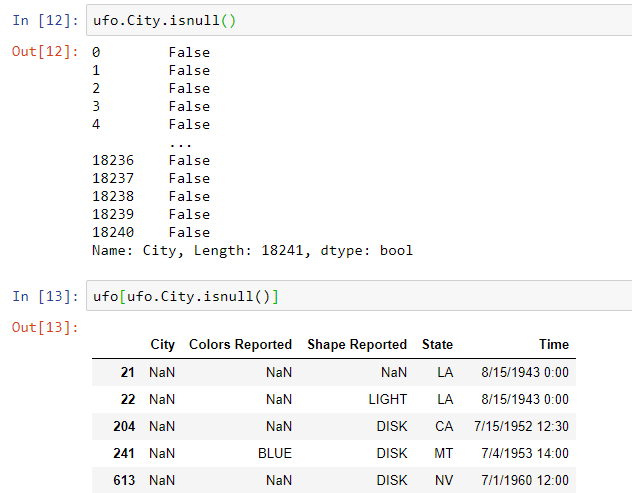 In [12]: ufo.City.isnull()
Out[12]: 0 False
1 False
2 False
3 False
4 False
...
18236 False
18237 False
18238 False
18239 False
18240 False
Name: City, Length: 18241, dtype: bool
In [13]: ufo[ufo.City.isnull()]
Out[13]:
City Colors Reported Shape Reported State Time
21 NaN NaN NaN LA 8/15/1943 0:00
22 NaN NaN LIGHT LA 8/15/1943 0:00
204 NaN NaN DISK CA 7/15/1952 12:30
241 NaN BLUE DISK MT 7/4/1953 14:00
613 NaN NaN DISK NV 7/1/1960 12:00